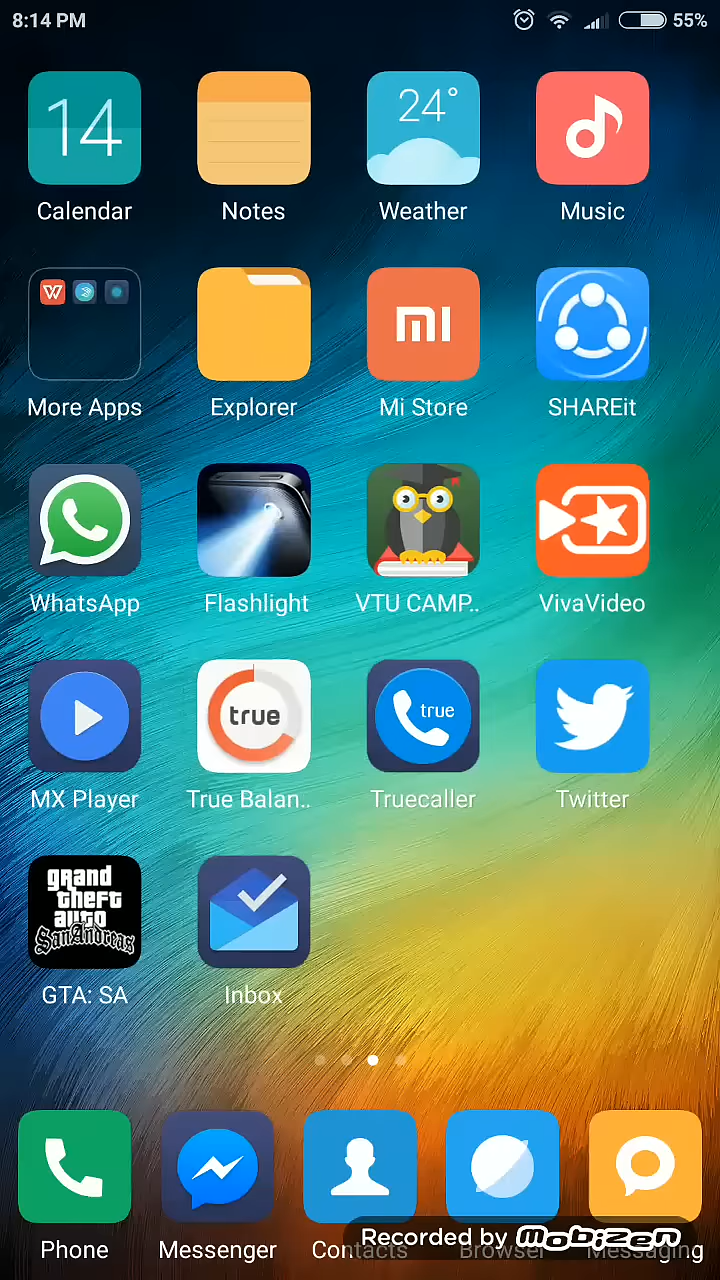 8:14 PM 55%
14 24°
Calendar Notes Weather Music
W mi
More Apps Explorer Mi Store SHAREit
WhatsApp Flashlight VTU CAMP.. VivaVideo
true true
MX Player True Balan.. Truecaller Twitter
grand
theft
auto
SanAndreas
GTA: SA Inbox
Recorded by MobiZen
Phone Messenger Contacts Browser Messaging